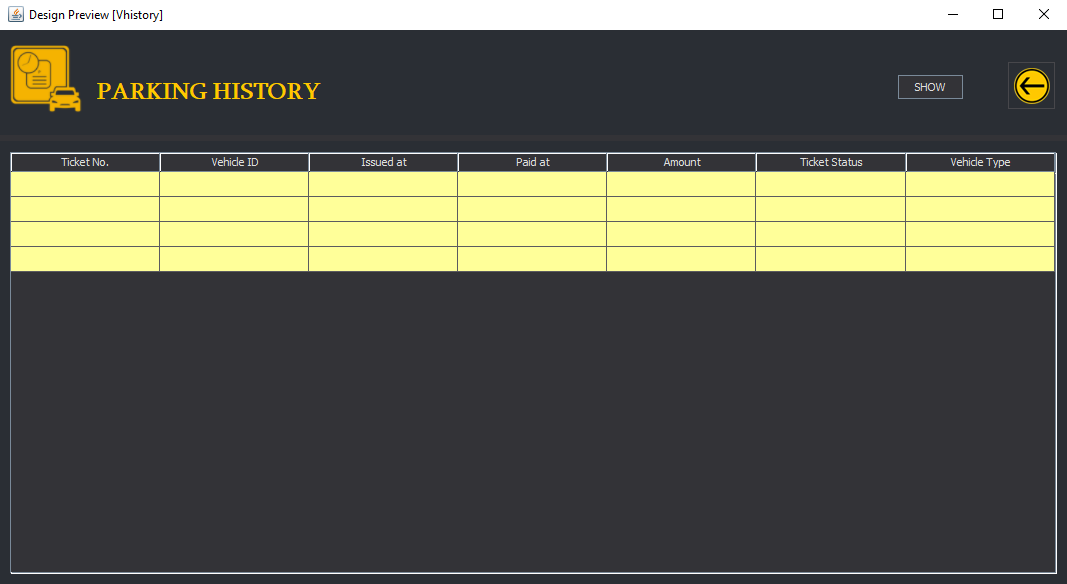 Design Preview [Vhistory]
PARKING HISTORY
SHOW
Ticket No. Vehicle ID Issued at Paid at Amount Ticket Status Vehicle Type